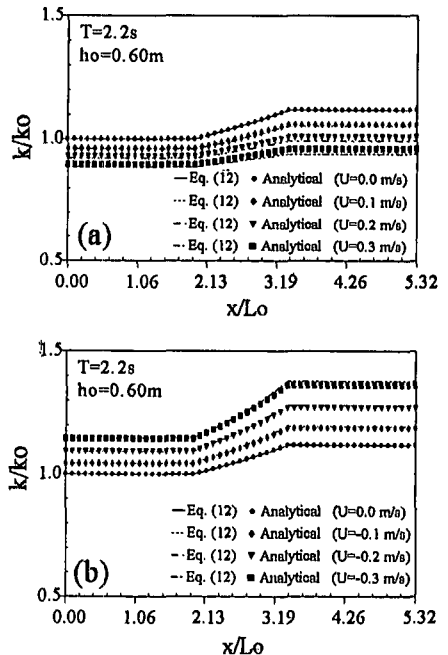 1.5
T=2.2s
ho=0.60m
k/ko
1.0
Eq. (12) Analytical (U=0.0 m/s)
Eq. (12) Analytical (U=0.1 m/s)
Eq. (12) Analytical (U=0.2 m/s)
Eq. (12) Analytical (U=0.3 m/s)
(a)
0.5
0.00 1.06 2.13 3.19 4.26 5.32
x/Lo
1.5
T=2.2s
ho=0.60m
k/ko
1.0
Eq. (12) Analytical (U=0.0 m/s)
Eq. (12) Analytical (U=-0.1 m/s)
Eq. (12) Analytical (U=-0.2 m/s)
Eq. (12) Analytical (U=-0.3 m/s)
(b)
0.5
0.00 1.06 2.13 3.19 4.26 5.32
x/Lo